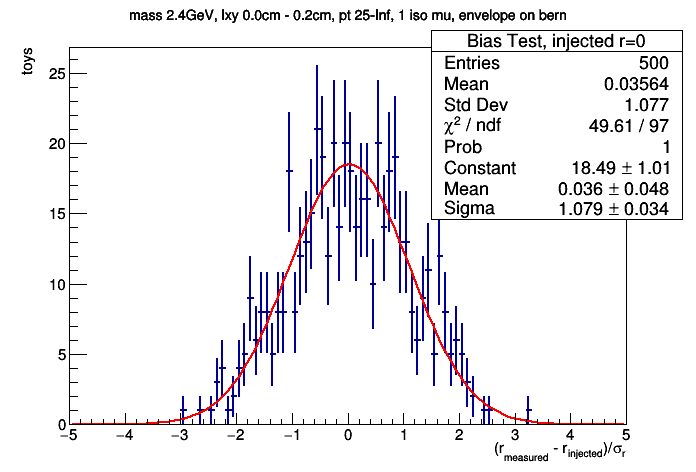 mass 2.4GeV, lxy 0.0cm - 0.2cm, pt 25-Inf, 1 iso mu, envelope on bern
toys
Bias Test, injected r=0
Entries 500
Mean 0.03564
Std Dev 1.077
χ² / ndf 49.61 / 97
Prob 1
Constant 18.49 ± 1.01
Mean 0.036 ± 0.048
Sigma 1.079 ± 0.034
25
20
15
10
5
0
−5 −4 −3 −2 −1 0 1 2 3 4 5
(r_measured - r_injected)/σ_r